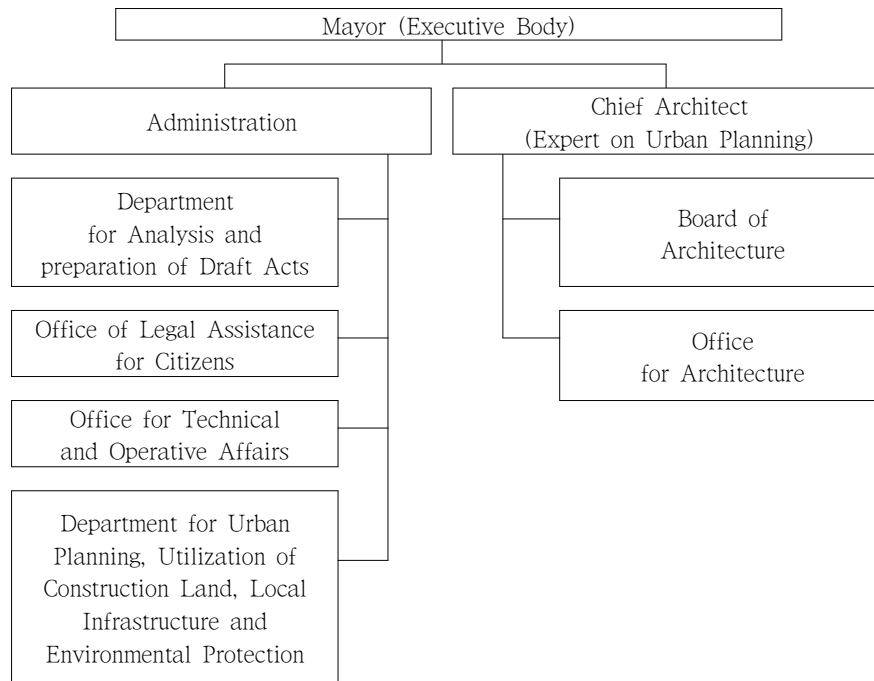 Mayor (Executive Body)
Administration
Chief Architect
(Expert on Urban Planning)
Department
for Analysis and
preparation of Draft Acts
Office of Legal Assistance
for Citizens
Office for Technical
and Operative Affairs
Department for Urban
Planning, Utilization of
Construction Land, Local
Infrastructure and
Environmental Protection
Board of
Architecture
Office
for Architecture